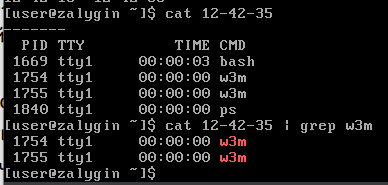 [user@zalygin ~]$ cat 12-42-35
-------
  PID TTY          TIME CMD
 1669 tty1     00:00:03 bash
 1754 tty1     00:00:00 w3m
 1755 tty1     00:00:00 w3m
 1840 tty1     00:00:00 ps
[user@zalygin ~]$ cat 12-42-35 | grep w3m
 1754 tty1     00:00:00 w3m
 1755 tty1     00:00:00 w3m
[user@zalygin ~]$